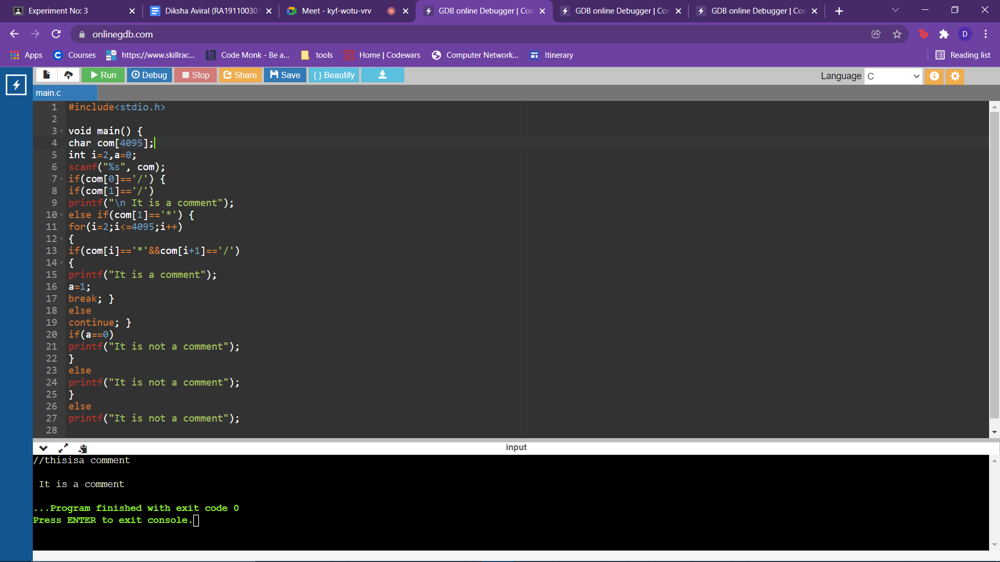 Experiment No: 3
Diksha Aviral (RA191100301
Meet - kyf-wotu-vrv
GDB online Debugger | Con
GDB online Debugger | Con
GDB online Debugger | Con
onlinegdb.com
Tp
D
Apps
Courses
https://www.skillrac...
Code Monk - Be a...
tools
Home | Codewars
Computer Network...
Itinerary
Reading list
Run
Debug
Stop
Share
Save
{ } Beautify
Language C
main.c
1 #include<stdio.h>
2
3 void main() {
4 char com[4095];
5 int i=2,a=0;
6 scanf("%s", com);
7 if(com[0]=='/') {
8 if(com[1]=='/')
9 printf("\n It is a comment");
10 else if(com[1]=='*') {
11 for(i=2;i<=4095;i++)
12 {
13 if(com[i]=='*'&&com[i+1]=='/')
14 {
15 printf("It is a comment");
16 a=1;
17 break; }
18 else
19 continue; }
20 if(a==0)
21 printf("It is not a comment");
22 }
23 else
24 printf("It is not a comment");
25 }
26 else
27 printf("It is not a comment");
28
input
//thisisa comment
It is a comment
...Program finished with exit code 0
Press ENTER to exit console.